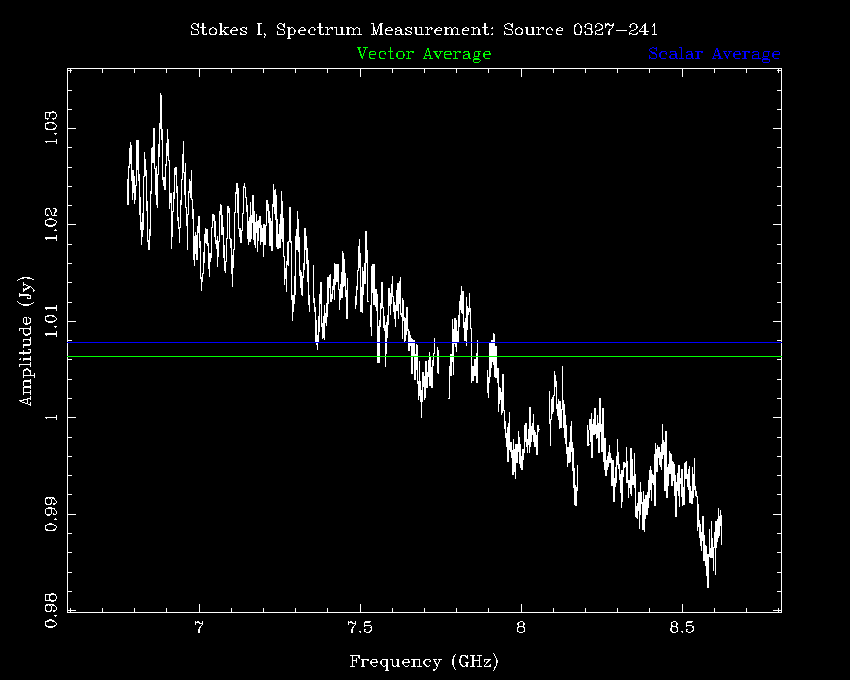 Stokes I, Spectrum Measurement: Source 0327−241
Vector Average Scalar Average
1.03
1.02
1.01
1
0.99
0.98
Amplitude (Jy)
7 7.5 8 8.5
Frequency (GHz)